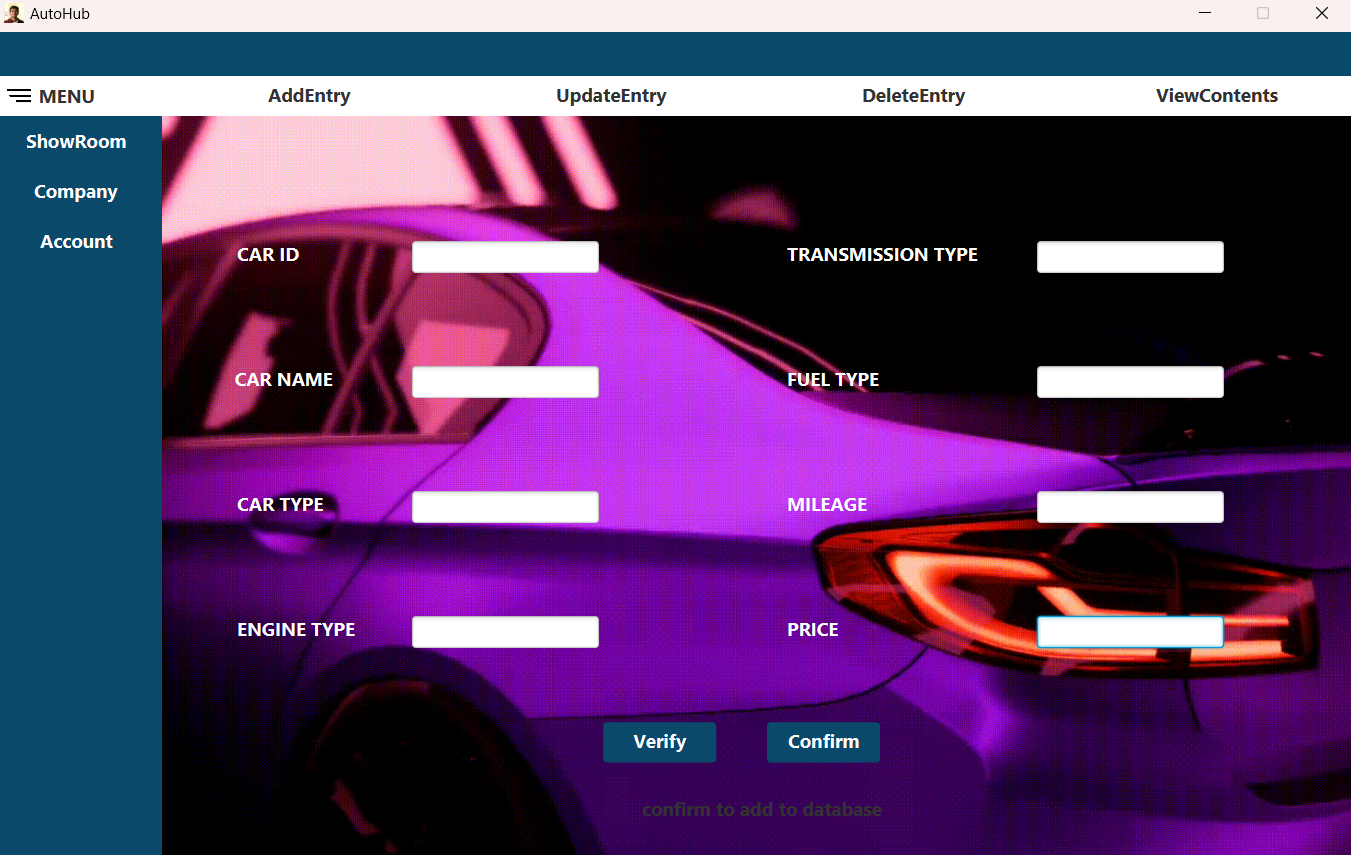 AutoHub
MENU AddEntry UpdateEntry DeleteEntry ViewContents
ShowRoom
Company
Account
CAR ID TRANSMISSION TYPE
CAR NAME FUEL TYPE
CAR TYPE MILEAGE
ENGINE TYPE PRICE
Verify Confirm
confirm to add to database